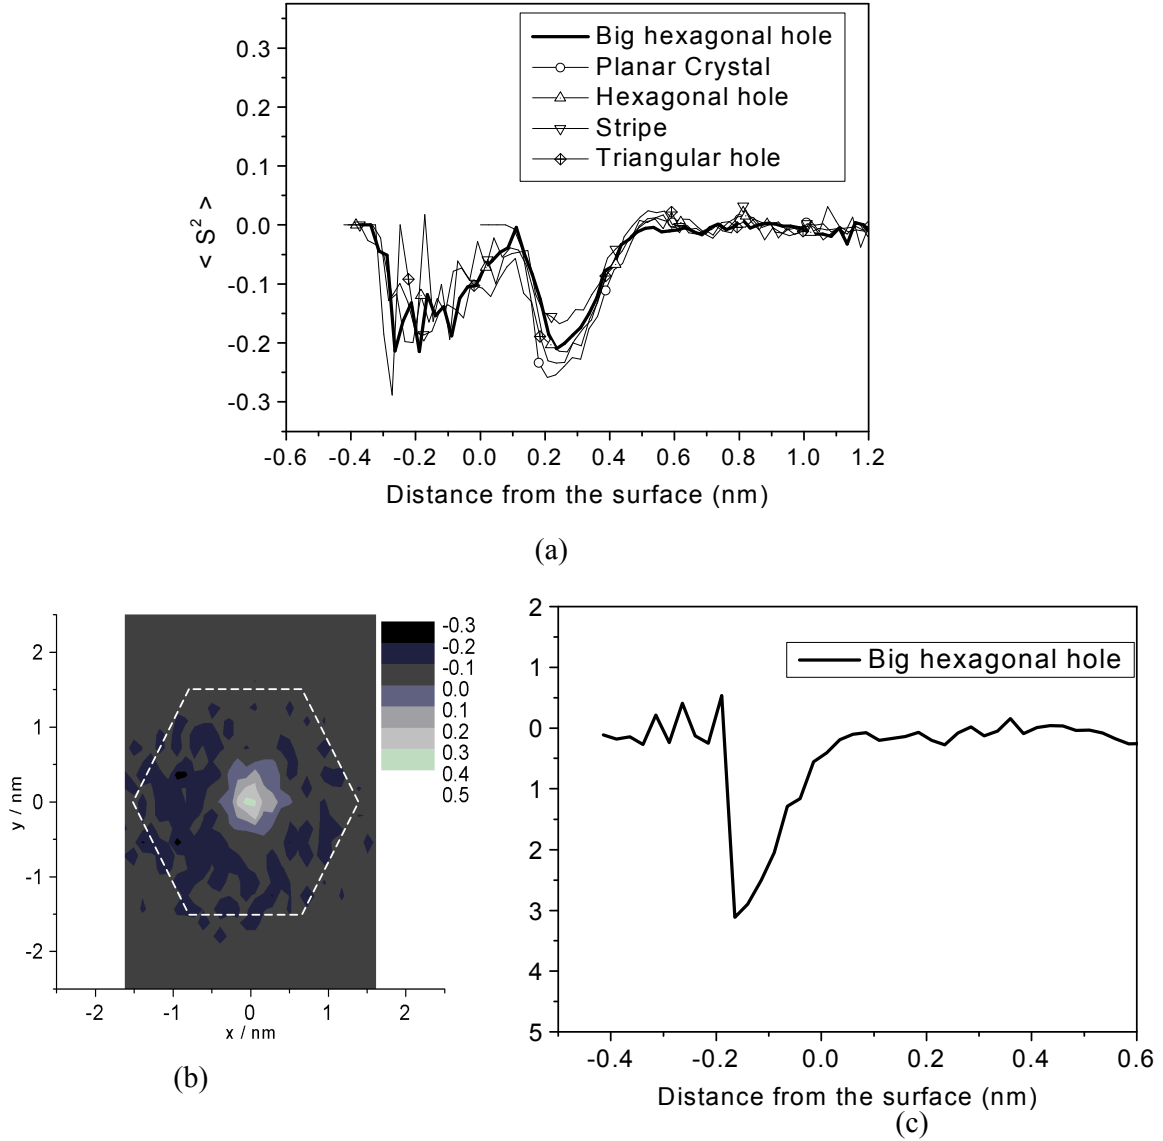 0.3
0.2
0.1
0.0
-0.1
-0.2
-0.3
< S² >
Big hexagonal hole
Planar Crystal
Hexagonal hole
Stripe
Triangular hole
-0.6 -0.4 -0.2 0.0 0.2 0.4 0.6 0.8 1.0 1.2
Distance from the surface (nm)
(a)
2
1
0
-1
-2
y / nm
-0.3
-0.2
-0.1
0.0
0.1
0.2
0.3
0.4
0.5
-2 -1 0 1 2
x / nm
(b)
2
1
0
1
2
3
4
5
Big hexagonal hole
-0.4 -0.2 0.0 0.2 0.4 0.6
Distance from the surface (nm)
(c)